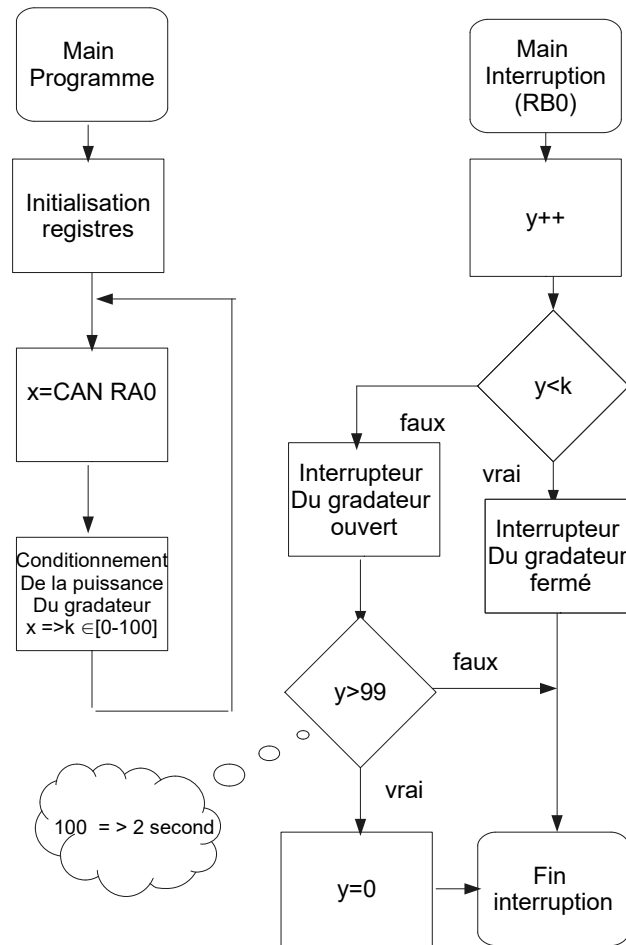 Main
Programme
Initialisation
registres
x=CAN RA0
Conditionnement
De la puissance
Du gradateur
x =>k ∈[0-100]
Main
Interruption
(RB0)
y++
y<k
faux
vrai
Interrupteur
Du gradateur
ouvert
Interrupteur
Du gradateur
fermé
y>99
faux
vrai
100 = > 2 second
y=0
Fin
interruption